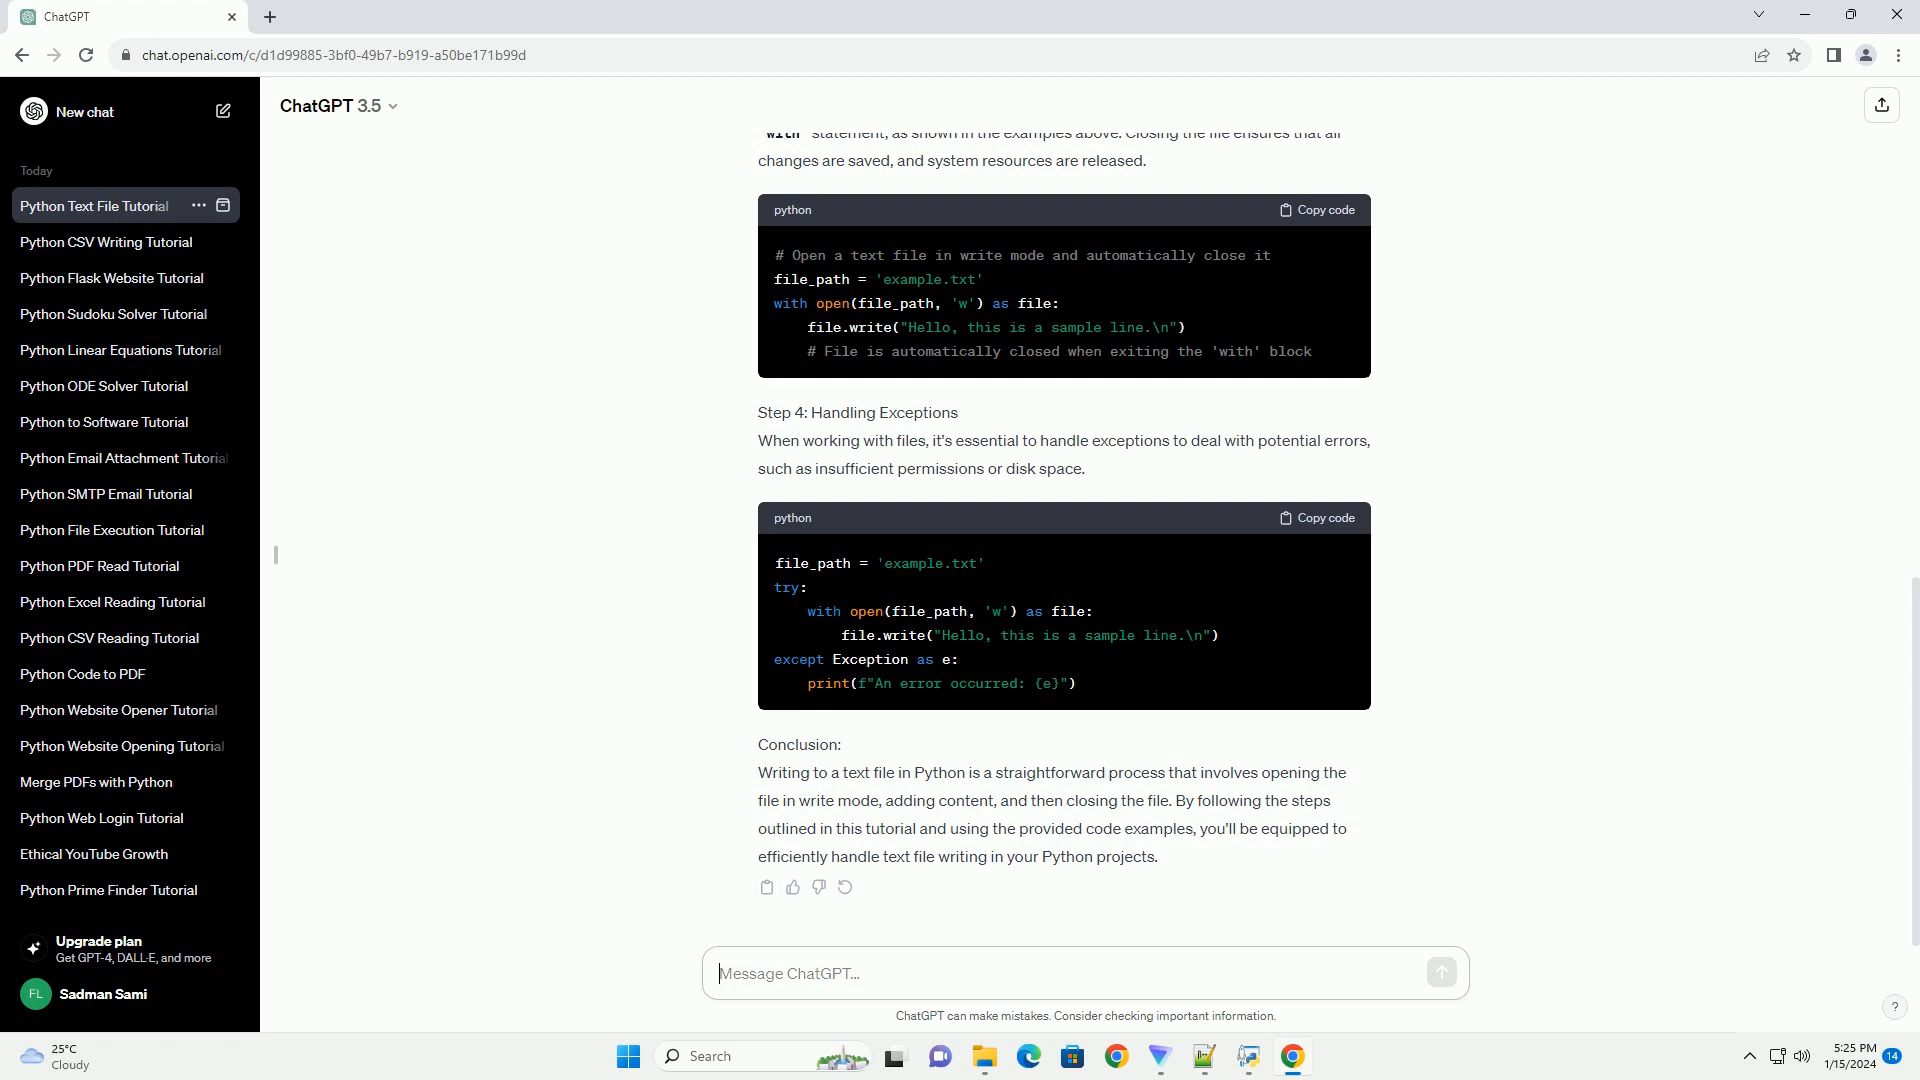 ChatGPT
chat.openai.com/c/d1d99885-3bf0-49b7-b919-a50be171b99d
New chat
Today
Python Text File Tutorial
Python CSV Writing Tutorial
Python Flask Website Tutorial
Python Sudoku Solver Tutorial
Python Linear Equations Tutorial
Python ODE Solver Tutorial
Python to Software Tutorial
Python Email Attachment Tutorial
Python SMTP Email Tutorial
Python File Execution Tutorial
Python PDF Read Tutorial
Python Excel Reading Tutorial
Python CSV Reading Tutorial
Python Code to PDF
Python Website Opener Tutorial
Python Website Opening Tutorial
Merge PDFs with Python
Python Web Login Tutorial
Ethical YouTube Growth
Python Prime Finder Tutorial
Upgrade plan
Get GPT-4, DALL·E, and more
FL Sadman Sami
ChatGPT 3.5
with statement, as shown in the examples above. Closing the file ensures that all
changes are saved, and system resources are released.
python Copy code
# Open a text file in write mode and automatically close it
file_path = 'example.txt'
with open(file_path, 'w') as file:
    file.write("Hello, this is a sample line.\n")
    # File is automatically closed when exiting the 'with' block
Step 4: Handling Exceptions
When working with files, it's essential to handle exceptions to deal with potential errors,
such as insufficient permissions or disk space.
python Copy code
file_path = 'example.txt'
try:
    with open(file_path, 'w') as file:
        file.write("Hello, this is a sample line.\n")
except Exception as e:
    print(f"An error occurred: {e}")
Conclusion:
Writing to a text file in Python is a straightforward process that involves opening the
file in write mode, adding content, and then closing the file. By following the steps
outlined in this tutorial and using the provided code examples, you'll be equipped to
efficiently handle text file writing in your Python projects.
Message ChatGPT...
ChatGPT can make mistakes. Consider checking important information.
?
25°C
Cloudy
Search
5:25 PM
1/15/2024
14